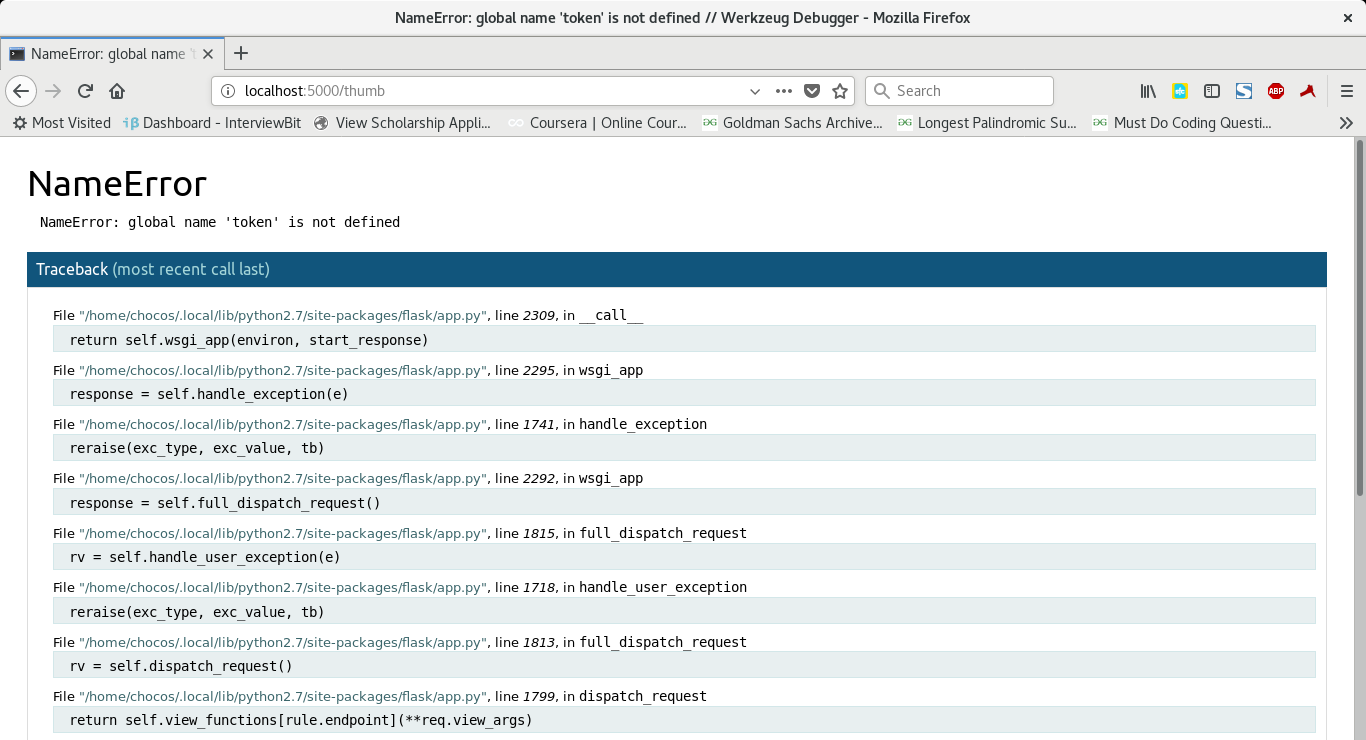 NameError: global name 'token' is not defined // Werkzeug Debugger - Mozilla Firefox
NameError: global name 't
localhost:5000/thumb
Search
Most Visited
Dashboard - InterviewBit
View Scholarship Appli...
Coursera | Online Cour...
Goldman Sachs Archive...
Longest Palindromic Su...
Must Do Coding Questi...
NameError
NameError: global name 'token' is not defined
Traceback (most recent call last)
File "/home/chocos/.local/lib/python2.7/site-packages/flask/app.py", line 2309, in __call__
return self.wsgi_app(environ, start_response)
File "/home/chocos/.local/lib/python2.7/site-packages/flask/app.py", line 2295, in wsgi_app
response = self.handle_exception(e)
File "/home/chocos/.local/lib/python2.7/site-packages/flask/app.py", line 1741, in handle_exception
reraise(exc_type, exc_value, tb)
File "/home/chocos/.local/lib/python2.7/site-packages/flask/app.py", line 2292, in wsgi_app
response = self.full_dispatch_request()
File "/home/chocos/.local/lib/python2.7/site-packages/flask/app.py", line 1815, in full_dispatch_request
rv = self.handle_user_exception(e)
File "/home/chocos/.local/lib/python2.7/site-packages/flask/app.py", line 1718, in handle_user_exception
reraise(exc_type, exc_value, tb)
File "/home/chocos/.local/lib/python2.7/site-packages/flask/app.py", line 1813, in full_dispatch_request
rv = self.dispatch_request()
File "/home/chocos/.local/lib/python2.7/site-packages/flask/app.py", line 1799, in dispatch_request
return self.view_functions[rule.endpoint](**req.view_args)